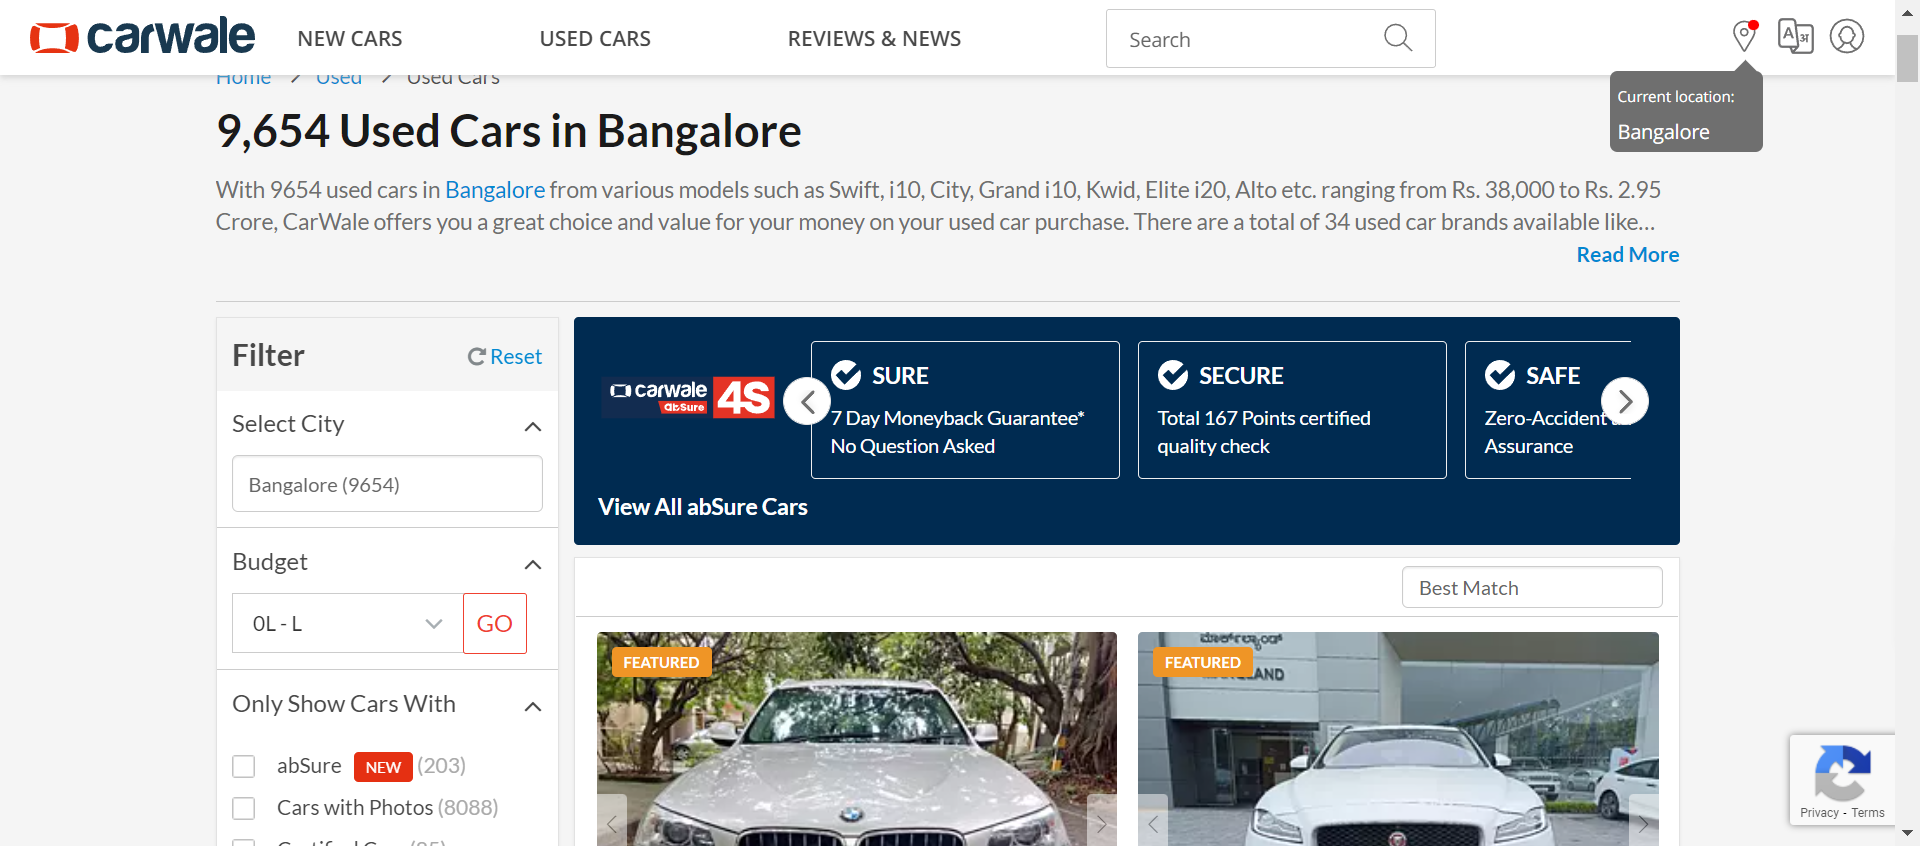 carwale
NEW CARS
USED CARS
REVIEWS & NEWS
Search
Current location:
Bangalore
Home
Used
Used Cars
9,654 Used Cars in Bangalore
With 9654 used cars in Bangalore from various models such as Swift, i10, City, Grand i10, Kwid, Elite i20, Alto etc. ranging from Rs. 38,000 to Rs. 2.95
Crore, CarWale offers you a great choice and value for your money on your used car purchase. There are a total of 34 used car brands available like...
Read More
Filter
Reset
Select City
Bangalore (9654)
Budget
0L - L
GO
Only Show Cars With
abSure NEW (203)
Cars with Photos (8088)
carwale
abSure
4S
SURE
7 Day Moneyback Guarantee*
No Question Asked
SECURE
Total 167 Points certified
quality check
SAFE
Zero-Accident
Assurance
View All abSure Cars
Best Match
FEATURED
FEATURED
Privacy - Terms